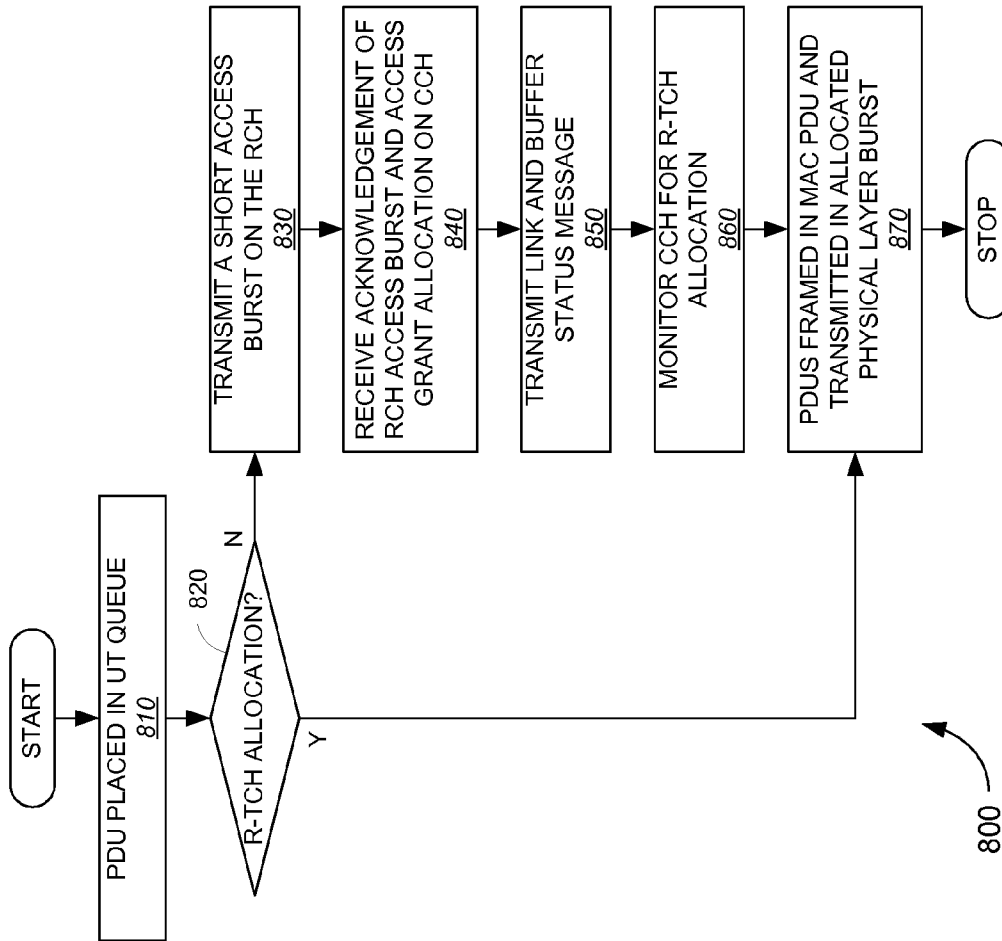 START
PDU PLACED IN UT QUEUE
810
820
R-TCH ALLOCATION?
N
Y
TRANSMIT A SHORT ACCESS
BURST ON THE RCH
830
RECEIVE ACKNOWLEDGEMENT OF
RCH ACCESS BURST AND ACCESS
GRANT ALLOCATION ON CCH
840
TRANSMIT LINK AND BUFFER
STATUS MESSAGE
850
MONITOR CCH FOR R-TCH
ALLOCATION
860
PDUS FRAMED IN MAC PDU AND
TRANSMITTED IN ALLOCATED
PHYSICAL LAYER BURST
870
STOP
800